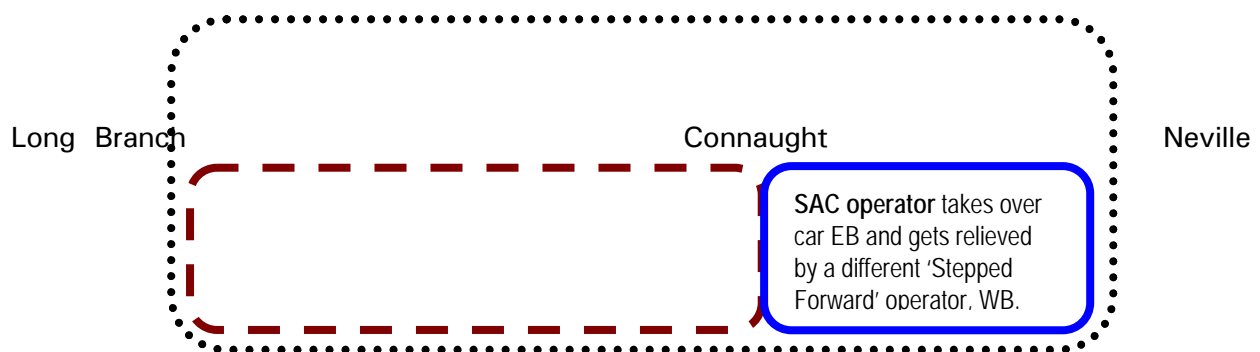 Long Branch Connaught Neville
SAC operator takes over
car EB and gets relieved
by a different 'Stepped
Forward' operator, WB.